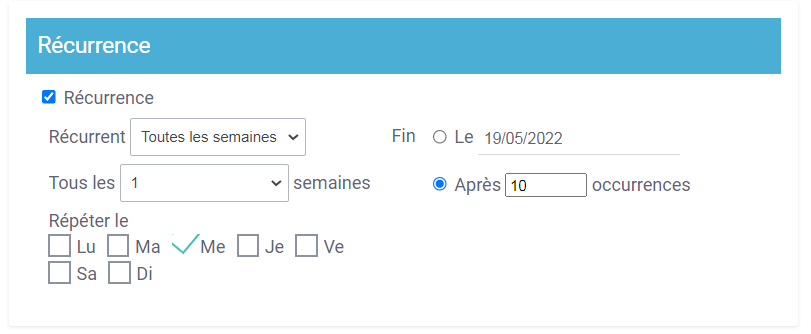 Récurrence
Récurrence
Récurrent Toutes les semaines Fin Le 19/05/2022
Tous les 1 semaines Après 10 occurrences
Répéter le
Lu Ma Me Je Ve
Sa Di